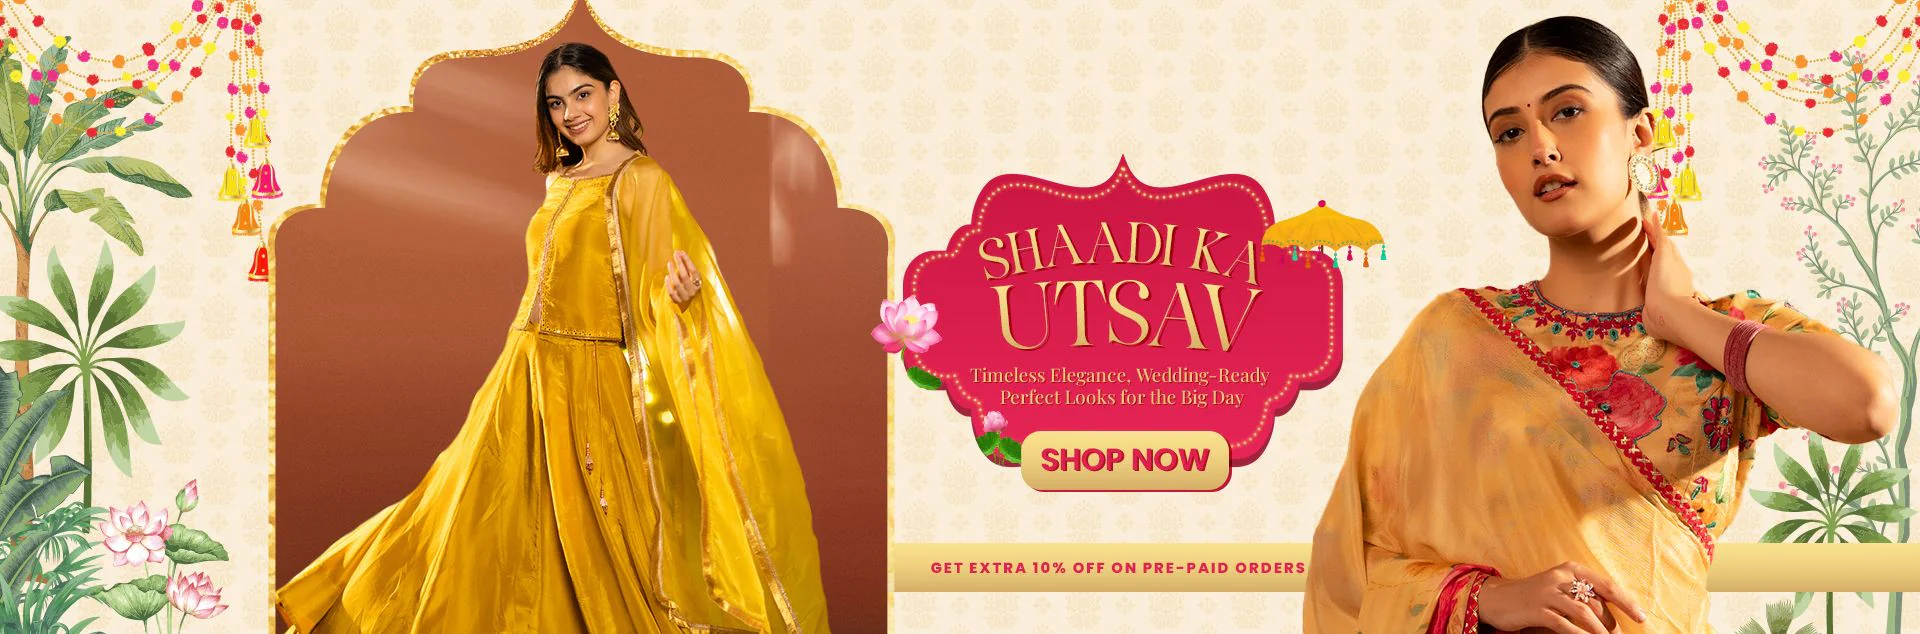 SHAADI KA
UTSAV
Timeless Elegance, Wedding-Ready
Perfect Looks for the Big Day
SHOP NOW
GET EXTRA 10% OFF ON PRE-PAID ORDERS